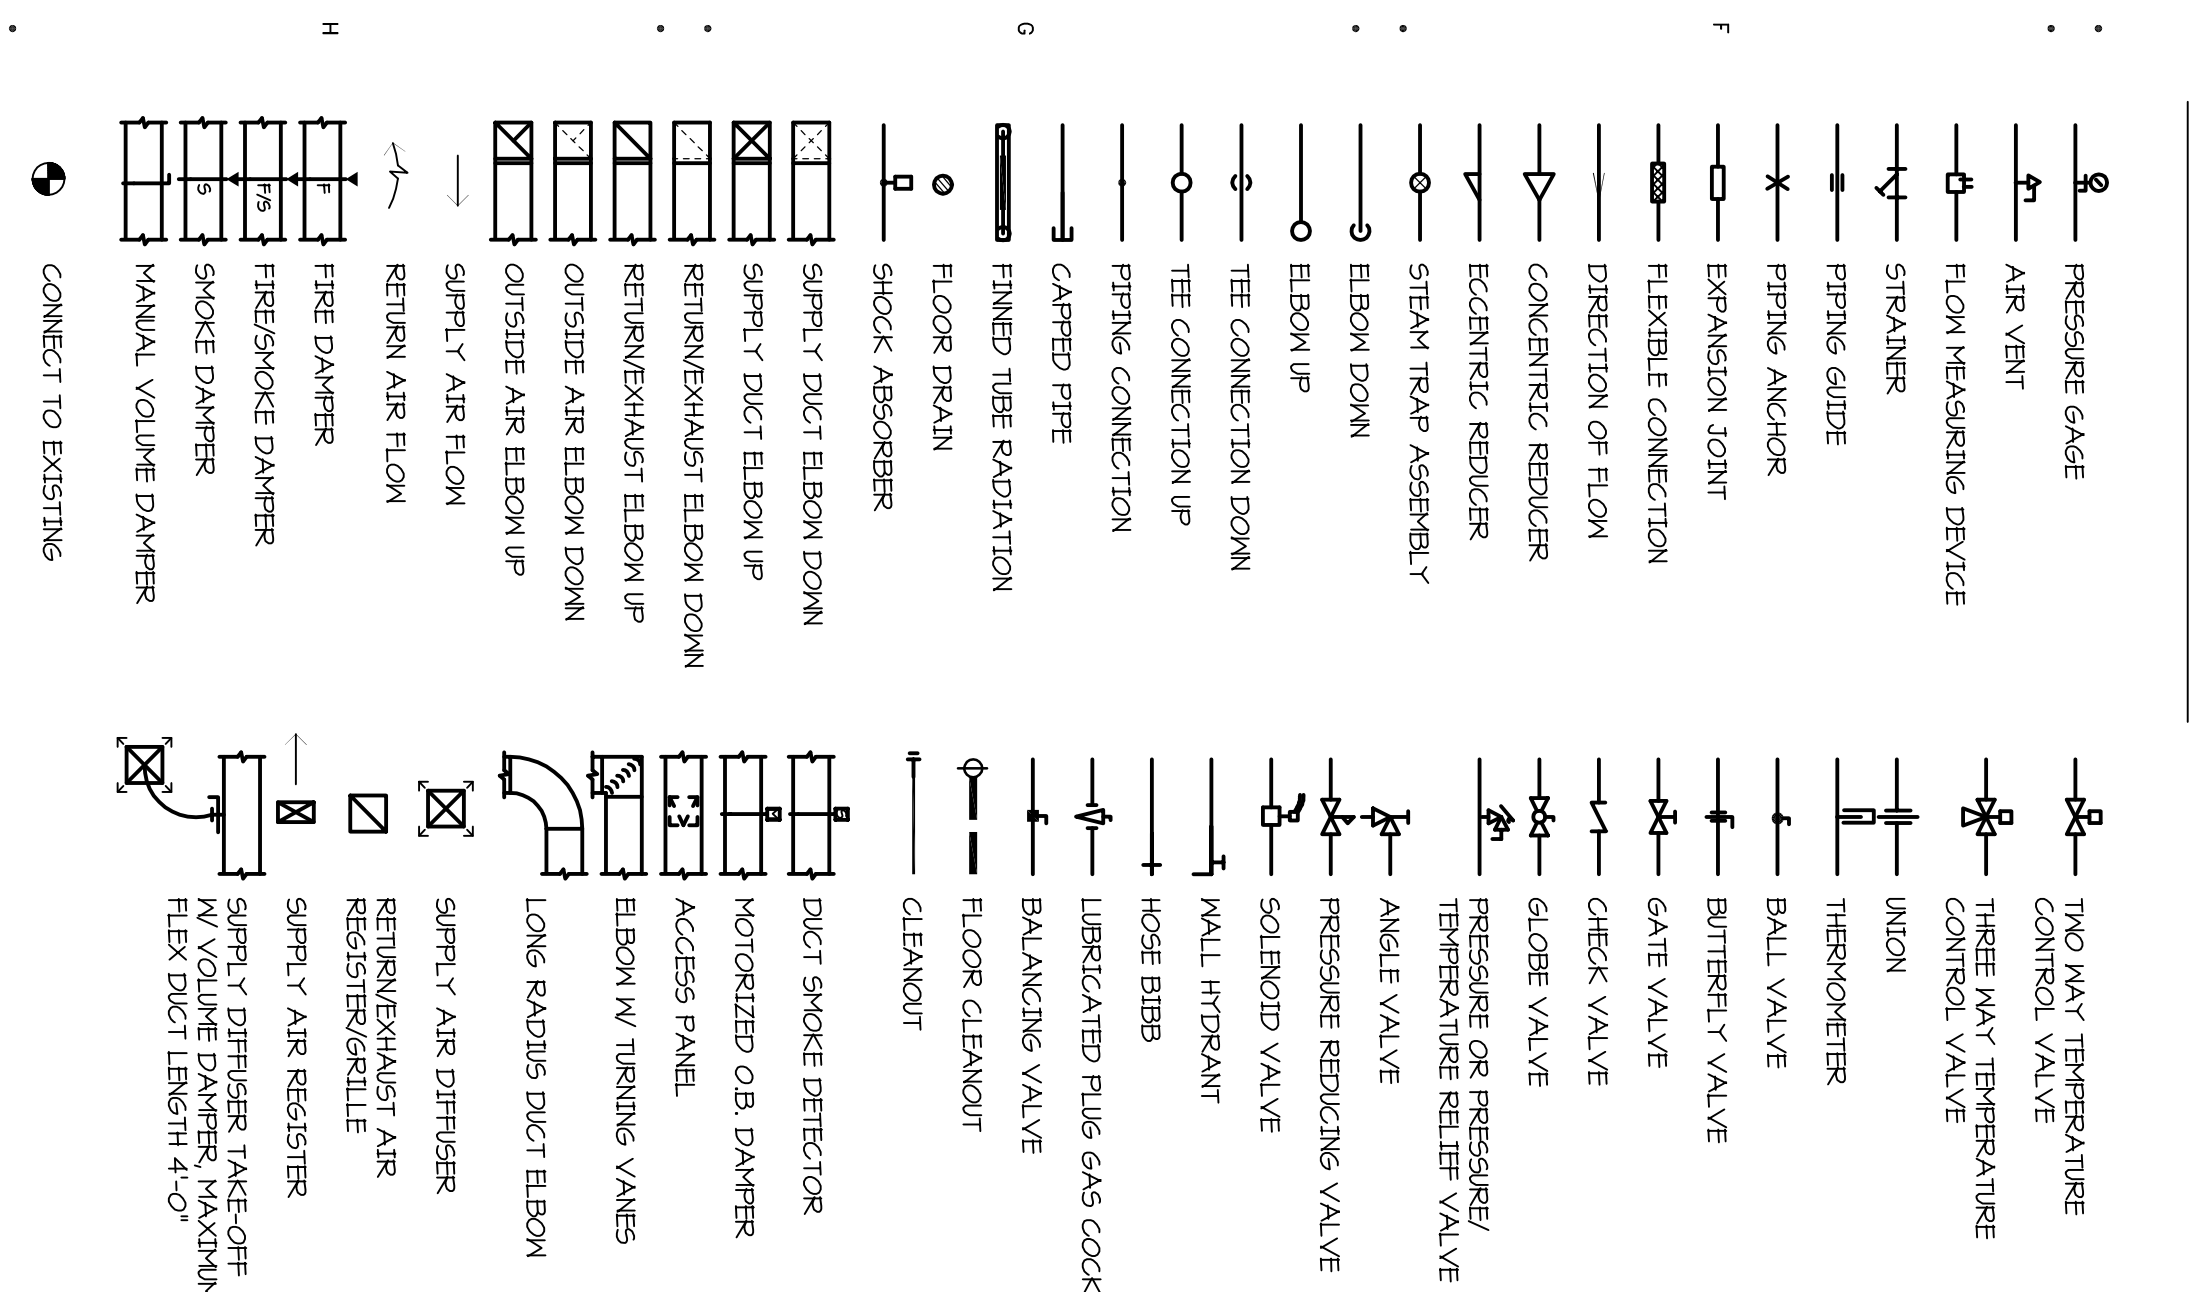 F
G
H
PRESSURE GAGE
AIR VENT
FLOW MEASURING DEVICE
STRAINER
PIPING GUIDE
PIPING ANCHOR
EXPANSION JOINT
FLEXIBLE CONNECTION
DIRECTION OF FLOW
CONCENTRIC REDUCER
ECCENTRIC REDUCER
STEAM TRAP ASSEMBLY
ELBOW DOWN
ELBOW UP
TEE CONNECTION DOWN
TEE CONNECTION UP
PIPING CONNECTION
CAPPED PIPE
FINNED TUBE RADIATION
FLOOR DRAIN
SHOCK ABSORBER
SUPPLY DUCT ELBOW DOWN
SUPPLY DUCT ELBOW UP
RETURN/EXHAUST ELBOW DOWN
RETURN/EXHAUST ELBOW UP
OUTSIDE AIR ELBOW DOWN
OUTSIDE AIR ELBOW UP
SUPPLY AIR FLOW
RETURN AIR FLOW
F FIRE DAMPER
F/S FIRE/SMOKE DAMPER
S SMOKE DAMPER
MANUAL VOLUME DAMPER
CONNECT TO EXISTING
TWO WAY TEMPERATURE
CONTROL VALVE
THREE WAY TEMPERATURE
CONTROL VALVE
UNION
THERMOMETER
BALL VALVE
BUTTERFLY VALVE
GATE VALVE
CHECK VALVE
GLOBE VALVE
PRESSURE OR PRESSURE/
TEMPERATURE RELIEF VALVE
ANGLE VALVE
PRESSURE REDUCING VALVE
SOLENOID VALVE
WALL HYDRANT
HOSE BIBB
LUBRICATED PLUG GAS COCK
BALANCING VALVE
FLOOR CLEANOUT
CLEANOUT
DUCT SMOKE DETECTOR
MOTORIZED O.B. DAMPER
ACCESS PANEL
ELBOW W/ TURNING VANES
LONG RADIUS DUCT ELBOW
SUPPLY AIR DIFFUSER
RETURN/EXHAUST AIR
REGISTER/GRILLE
SUPPLY AIR REGISTER
SUPPLY DIFFUSER TAKE-OFF
W/ VOLUME DAMPER, MAXIMUM
FLEX DUCT LENGTH 4'-0"